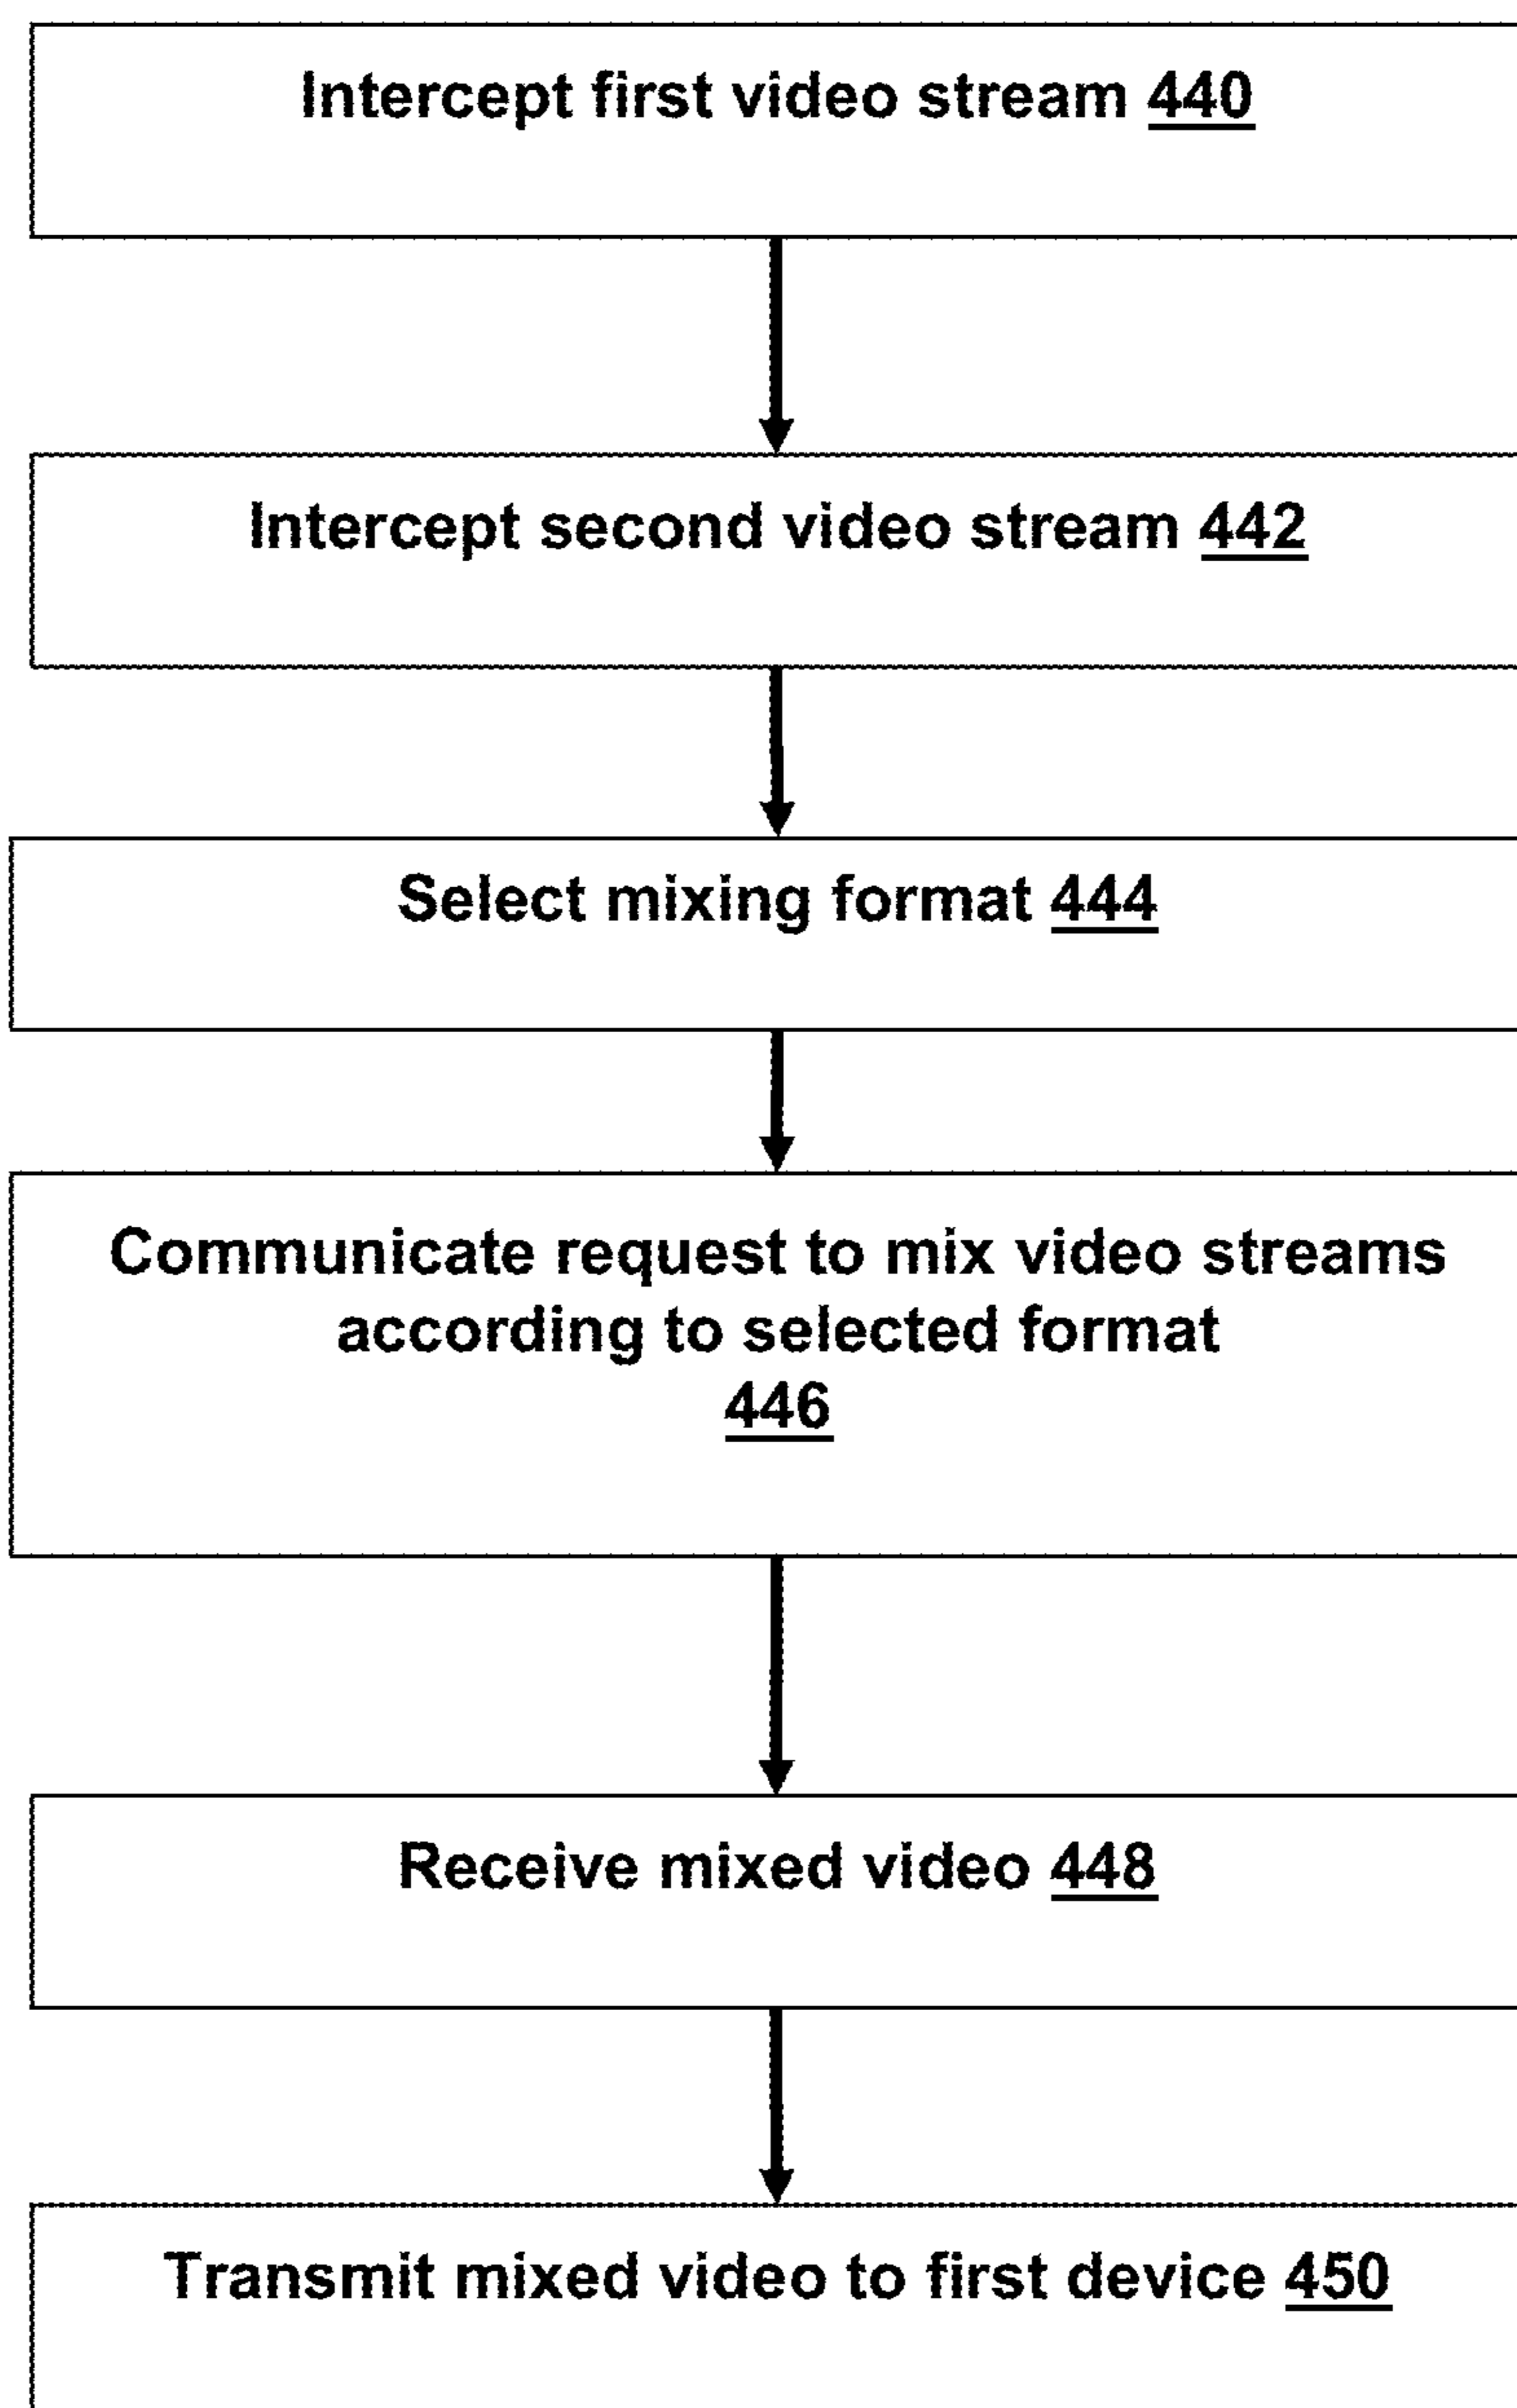 Intercept first video stream 440
Intercept second video stream 442
Select mixing format 444
Communicate request to mix video streams
according to selected format
446
Receive mixed video 448
Transmit mixed video to first device 450